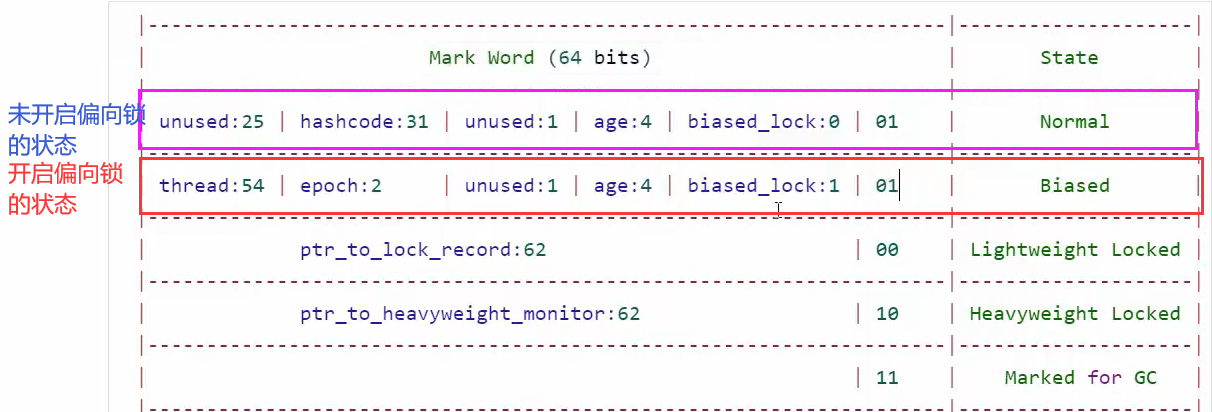 Mark Word (64 bits) | State
未开启偏向锁
的状态
unused:25 | hashcode:31 | unused:1 | age:4 | biased_lock:0 | 01 | Normal
开启偏向锁
的状态
thread:54 | epoch:2 | unused:1 | age:4 | biased_lock:1 | 01 | Biased
ptr_to_lock_record:62 | 00 | Lightweight Locked
ptr_to_heavyweight_monitor:62 | 10 | Heavyweight Locked
| 11 | Marked for GC